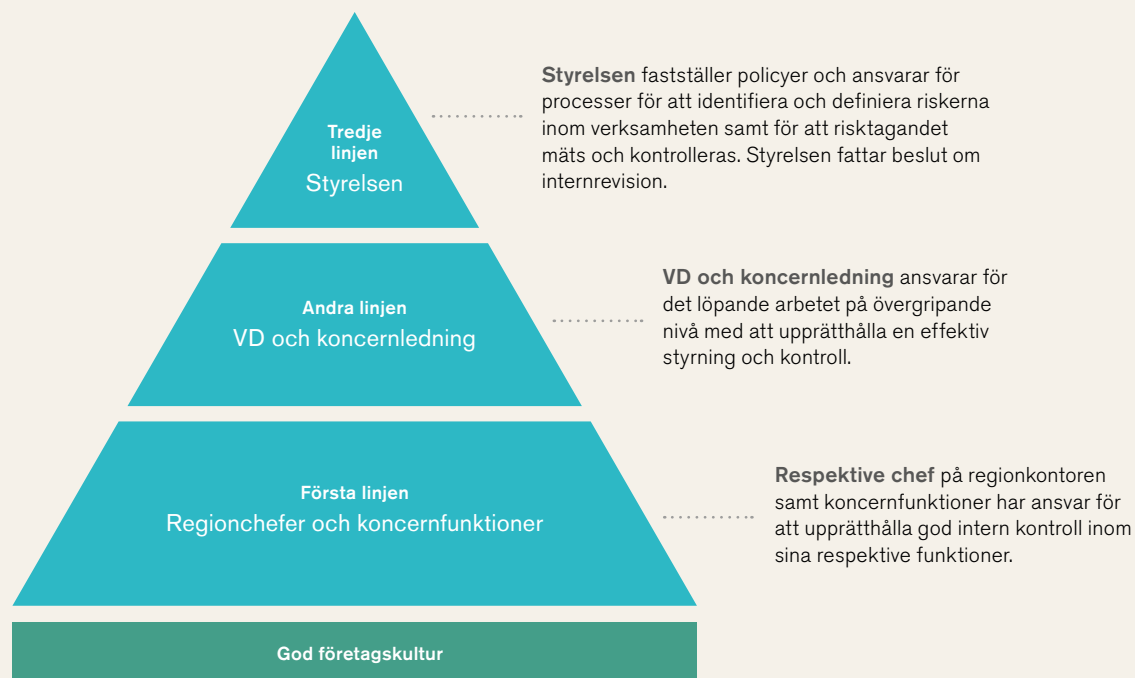 Tredje
linjen
Styrelsen
Styrelsen fastställer policyer och ansvarar för
processer för att identifiera och definiera riskerna
inom verksamheten samt för att risktagandet
mäts och kontrolleras. Styrelsen fattar beslut om
internrevision.
Andra linjen
VD och koncernledning
VD och koncernledning ansvarar för
det löpande arbetet på övergripande
nivå med att upprätthålla en effektiv
styrning och kontroll.
Första linjen
Regionchefer och koncernfunktioner
Respektive chef på regionkontoren
samt koncernfunktioner har ansvar för
att upprätthålla god intern kontroll inom
sina respektive funktioner.
God företagskultur